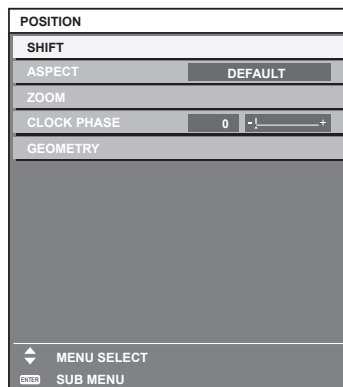 POSITION
SHIFT
ASPECT DEFAULT
ZOOM
CLOCK PHASE 0 - +
GEOMETRY
MENU SELECT
ENTER SUB MENU